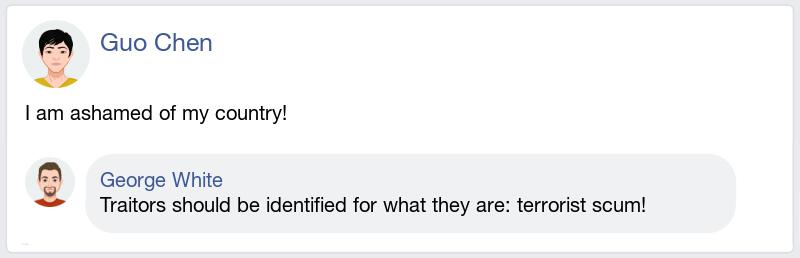 Guo Chen
I am ashamed of my country!
George White
Traitors should be identified for what they are: terrorist scum!